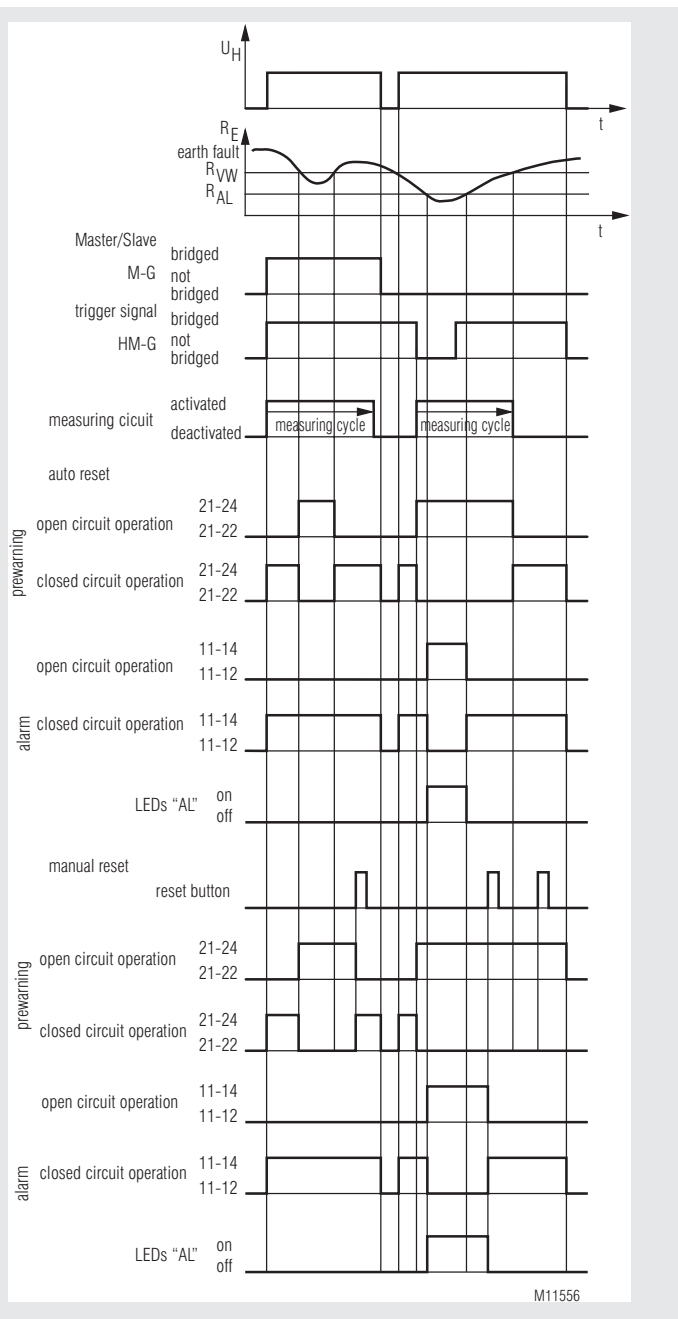 UH
t
RE
earth fault
RVW
RAL
t
Master/Slave
bridged
M-G not
bridged
trigger signal bridged
HM-G not
bridged
activated
measuring cicuit
deactivated
measuring cycle measuring cycle
auto reset
prewarning
open circuit operation 21-24
21-22
closed circuit operation 21-24
21-22
alarm
open circuit operation 11-14
11-12
closed circuit operation 11-14
11-12
LEDs “AL” on
off
manual reset
reset button
prewarning
open circuit operation 21-24
21-22
closed circuit operation 21-24
21-22
alarm
open circuit operation 11-14
11-12
closed circuit operation 11-14
11-12
LEDs “AL” on
off
M11556